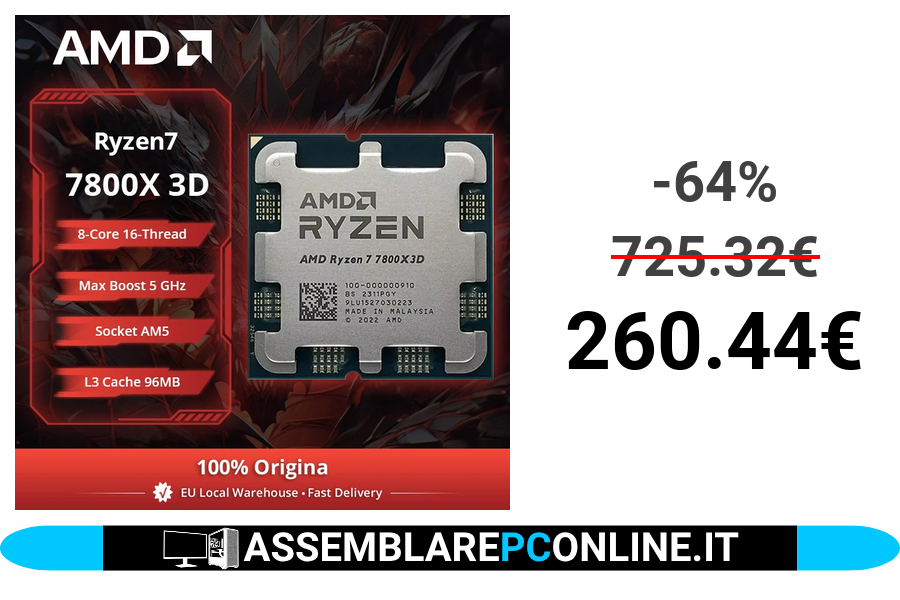 AMD
Ryzen7
7800X 3D
8-Core 16-Thread
Max Boost 5 GHz
Socket AM5
L3 Cache 96MB
AMD
RYZEN
AMD Ryzen 7 7800X3D
100-000000910
BS 2311PGY
9LU1527030223
MADE IN MALAYSIA
© 2022 AMD
100% Origina
EU Local Warehouse • Fast Delivery
-64%
725.32€
260.44€
ASSEMBLAREPCONLINE.IT